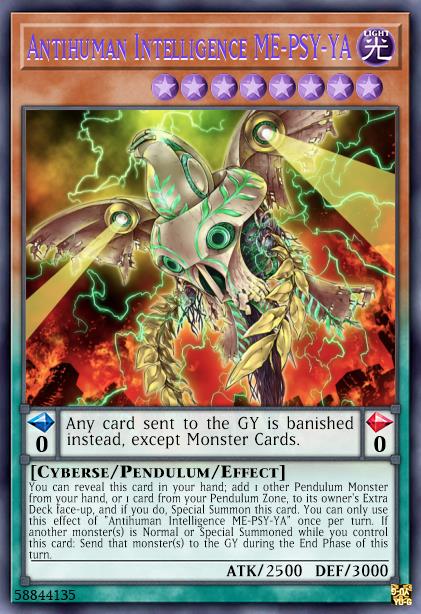 ANTIHUMAN INTELLIGENCE ME-PSY-YA
LIGHT
光
Any card sent to the GY is banished
instead, except Monster Cards.
0
0
[CYBERSE/PENDULUM/EFFECT]
You can reveal this card in your hand; add 1 other Pendulum Monster
from your hand, or 1 card from your Pendulum Zone, to its owner's Extra
Deck face-up, and if you do, Special Summon this card. You can only use
this effect of "Antihuman Intelligence ME-PSY-YA" once per turn. If
another monster(s) is Normal or Special Summoned while you control
this card: Send that monster(s) to the GY during the End Phase of this
turn.
ATK/2500 DEF/3000
58844135